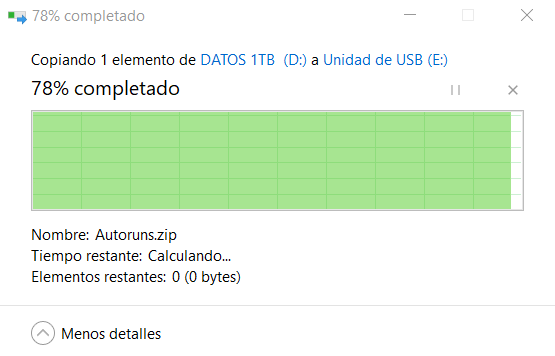 78% completado
Copiando 1 elemento de DATOS 1TB (D:) a Unidad de USB (E:)
78% completado
Nombre: Autoruns.zip
Tiempo restante: Calculando...
Elementos restantes: 0 (0 bytes)
Menos detalles